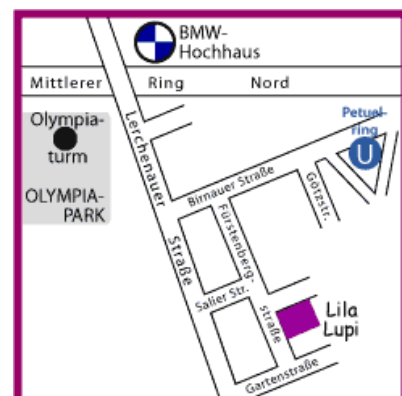 BMW-
Hochhaus
Mittlerer Ring Nord
Olympia-
turm
OLYMPIA-
PARK
Lerchenauer
Straße
Petuel-
ring
U
Birnauer Straße
Götzstr.
Fürstenberg-
straße
Salier Str.
Lila
Lupi
Gartenstraße